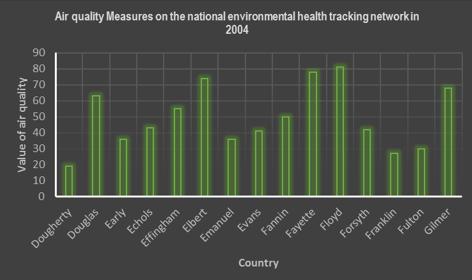 Air quality Measures on the national environmental health tracking network in
2004
Value of air quality
90
80
70
60
50
40
30
20
10
0
Dougherty
Douglas
Early
Echols
Effingham
Elbert
Emanuel
Evans
Fannin
Fayette
Floyd
Forsyth
Franklin
Fulton
Gilmer
Country